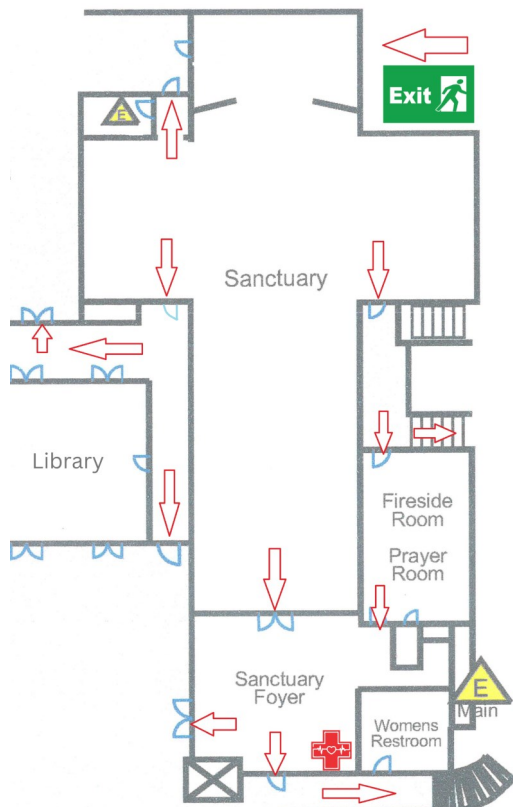 Exit
E
Sanctuary
Library
Fireside
Room
Prayer
Room
Sanctuary
Foyer
E
Main
Womens
Restroom